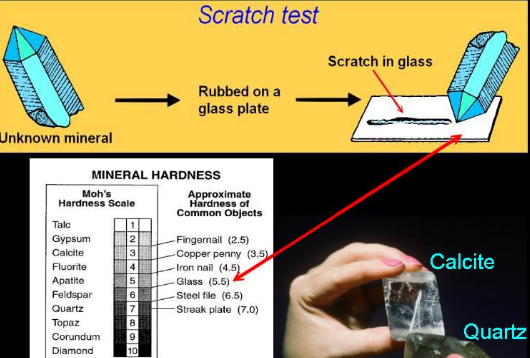 Scratch test
Scratch in glass
Rubbed on a
glass plate
Unknown mineral
MINERAL HARDNESS
Moh's
Hardness Scale
Approximate
Hardness of
Common Objects
Talc 1
Gypsum 2 Fingernail (2.5)
Calcite 3 Copper penny (3.5)
Fluorite 4 Iron nail (4.5)
Apatite 5 Glass (5.5)
Feldspar 6 Steel file (6.5)
Quartz 7 Streak plate (7.0)
Topaz 8
Corundum 9
Diamond 10
Calcite
Quartz